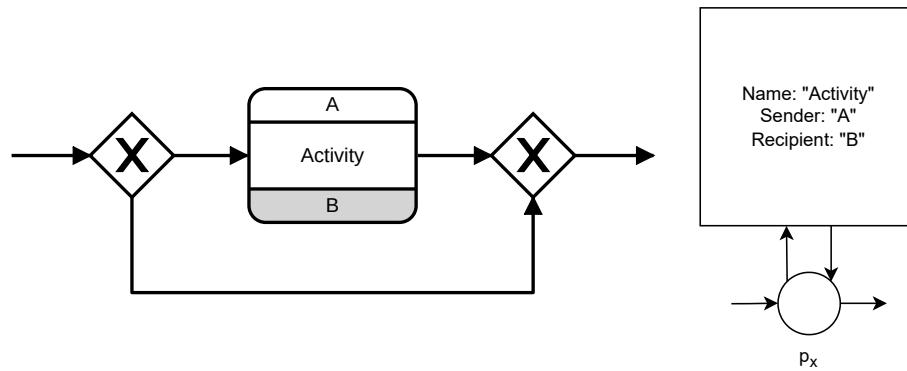 X
A
Activity
B
X
Name: "Activity"
Sender: "A"
Recipient: "B"
px